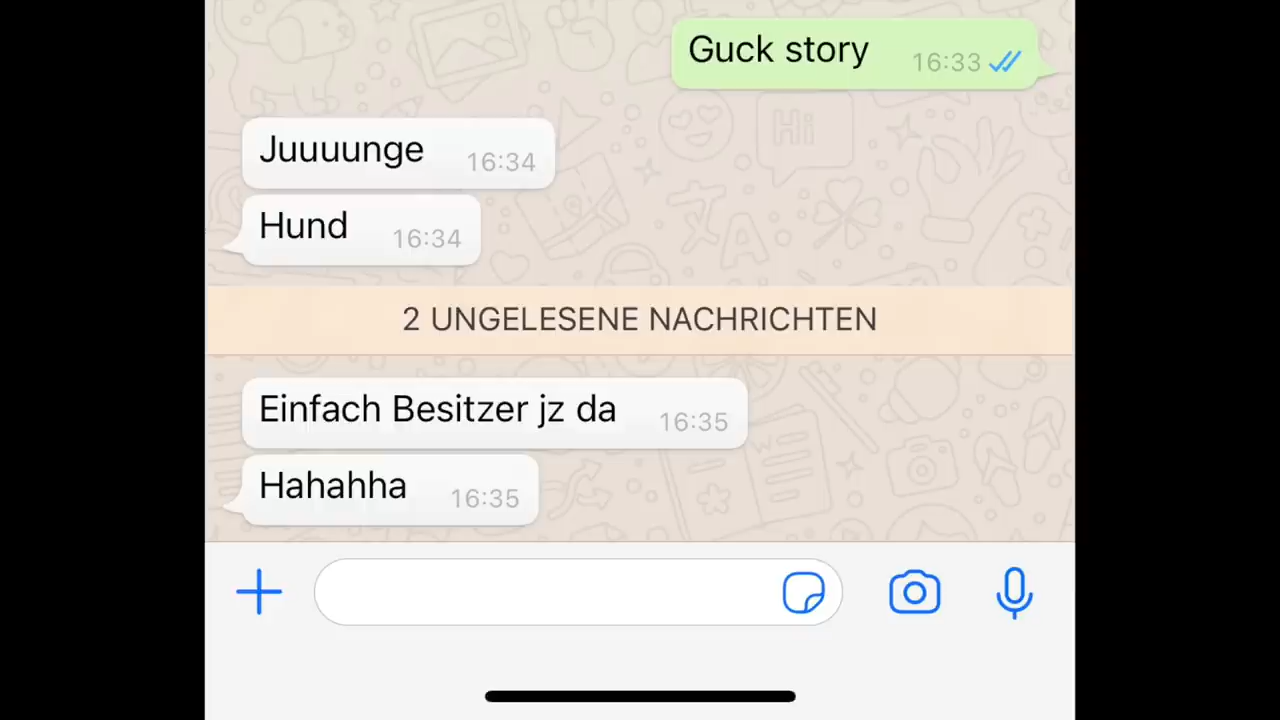 Guck story 16:33
Hi
Juuuunge 16:34
Hund 16:34
2 UNGELESENE NACHRICHTEN
Einfach Besitzer jz da 16:35
Hahahha 16:35